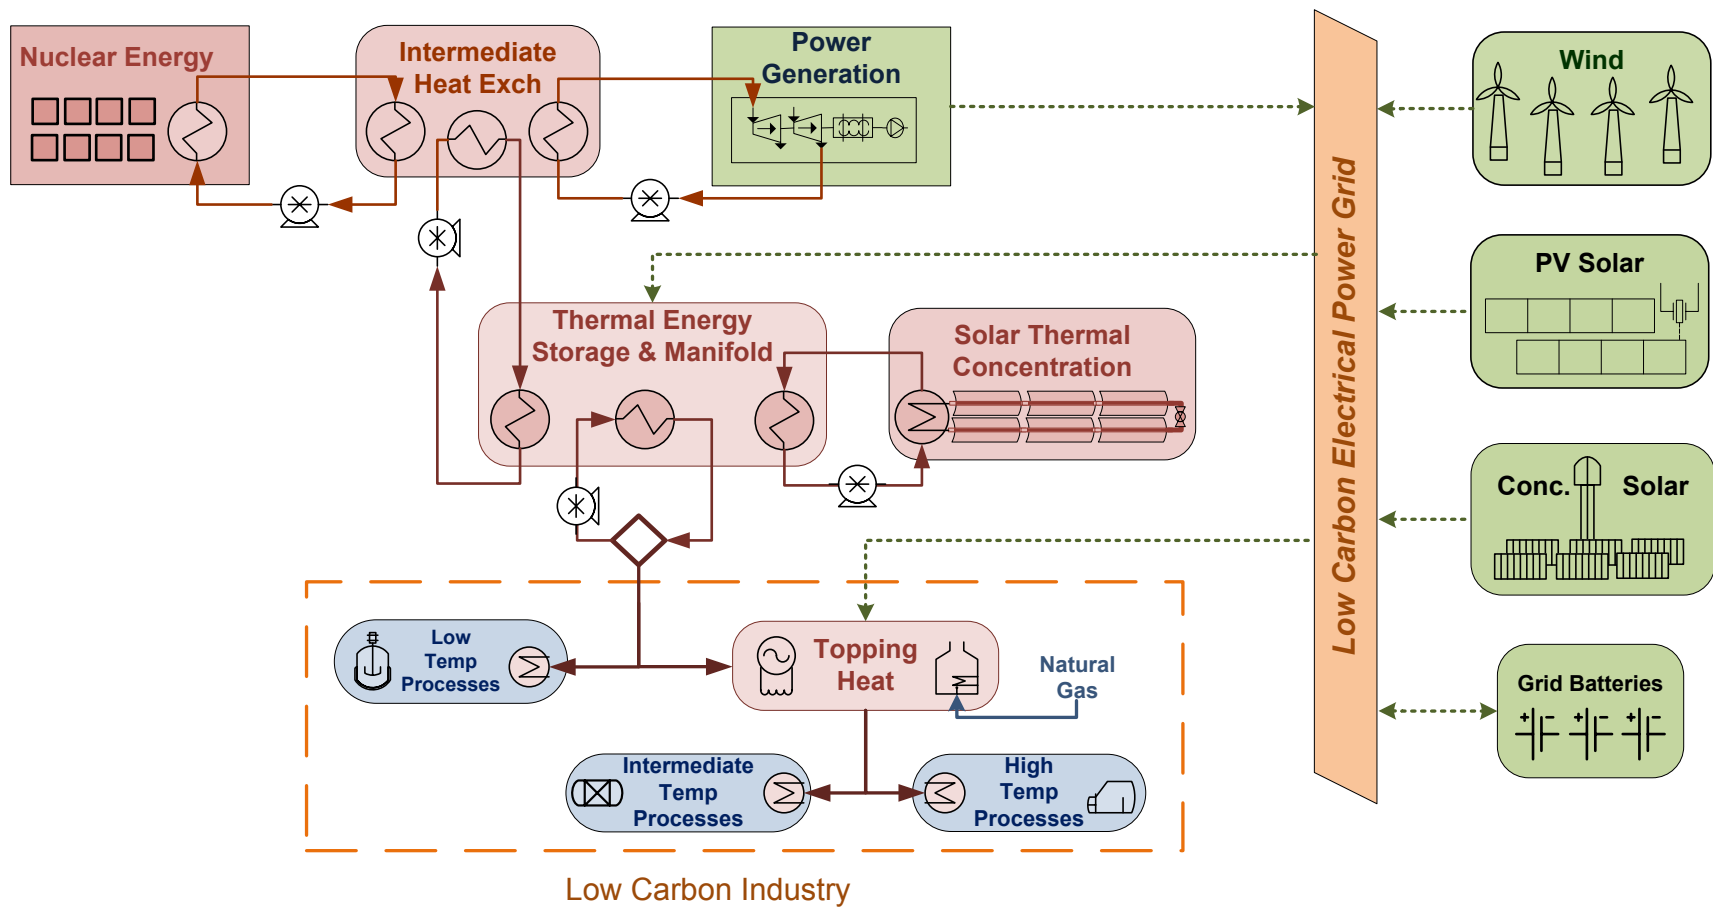 Nuclear Energy
Intermediate
Heat Exch
Power
Generation
Wind
Low Carbon Electrical Power Grid
PV Solar
Thermal Energy
Storage & Manifold
Solar Thermal
Concentration
Conc. Solar
Low
Temp
Processes
Topping
Heat
Natural
Gas
Grid Batteries
+ − + − + −
Intermediate
Temp
Processes
High
Temp
Processes
Low Carbon Industry